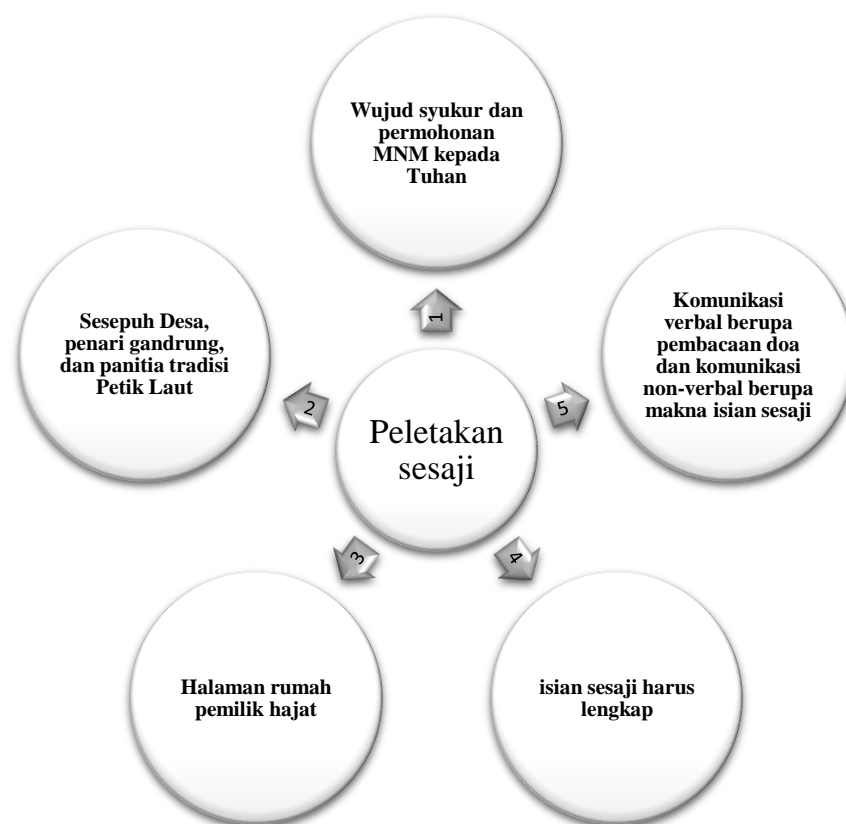 Wujud syukur dan
permohonan
MNM kepada
Tuhan
1
Sesepuh Desa,
penari gandrung,
dan panitia tradisi
Petik Laut
2
Komunikasi
verbal berupa
pembacaan doa
dan komunikasi
non-verbal berupa
makna isian sesaji
5
Peletakan
sesaji
3
4
Halaman rumah
pemilik hajat
isian sesaji harus
lengkap